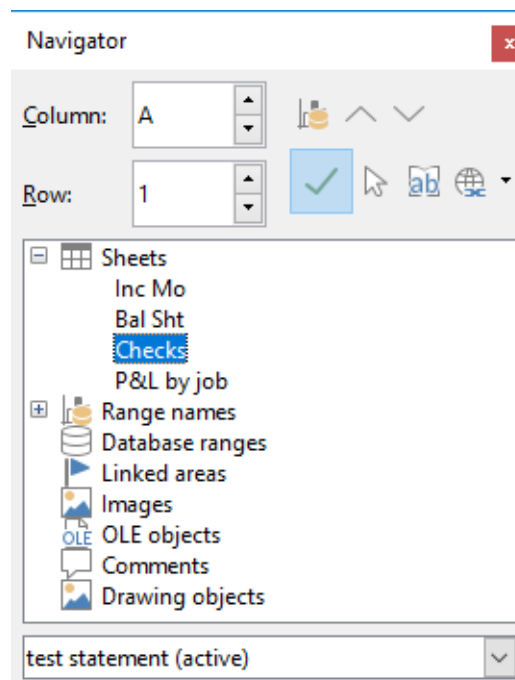 Navigator
x
Column: A
Row: 1
ab
Sheets
Inc Mo
Bal Sht
Checks
P&L by job
Range names
Database ranges
Linked areas
Images
OLE OLE objects
Comments
Drawing objects
test statement (active)